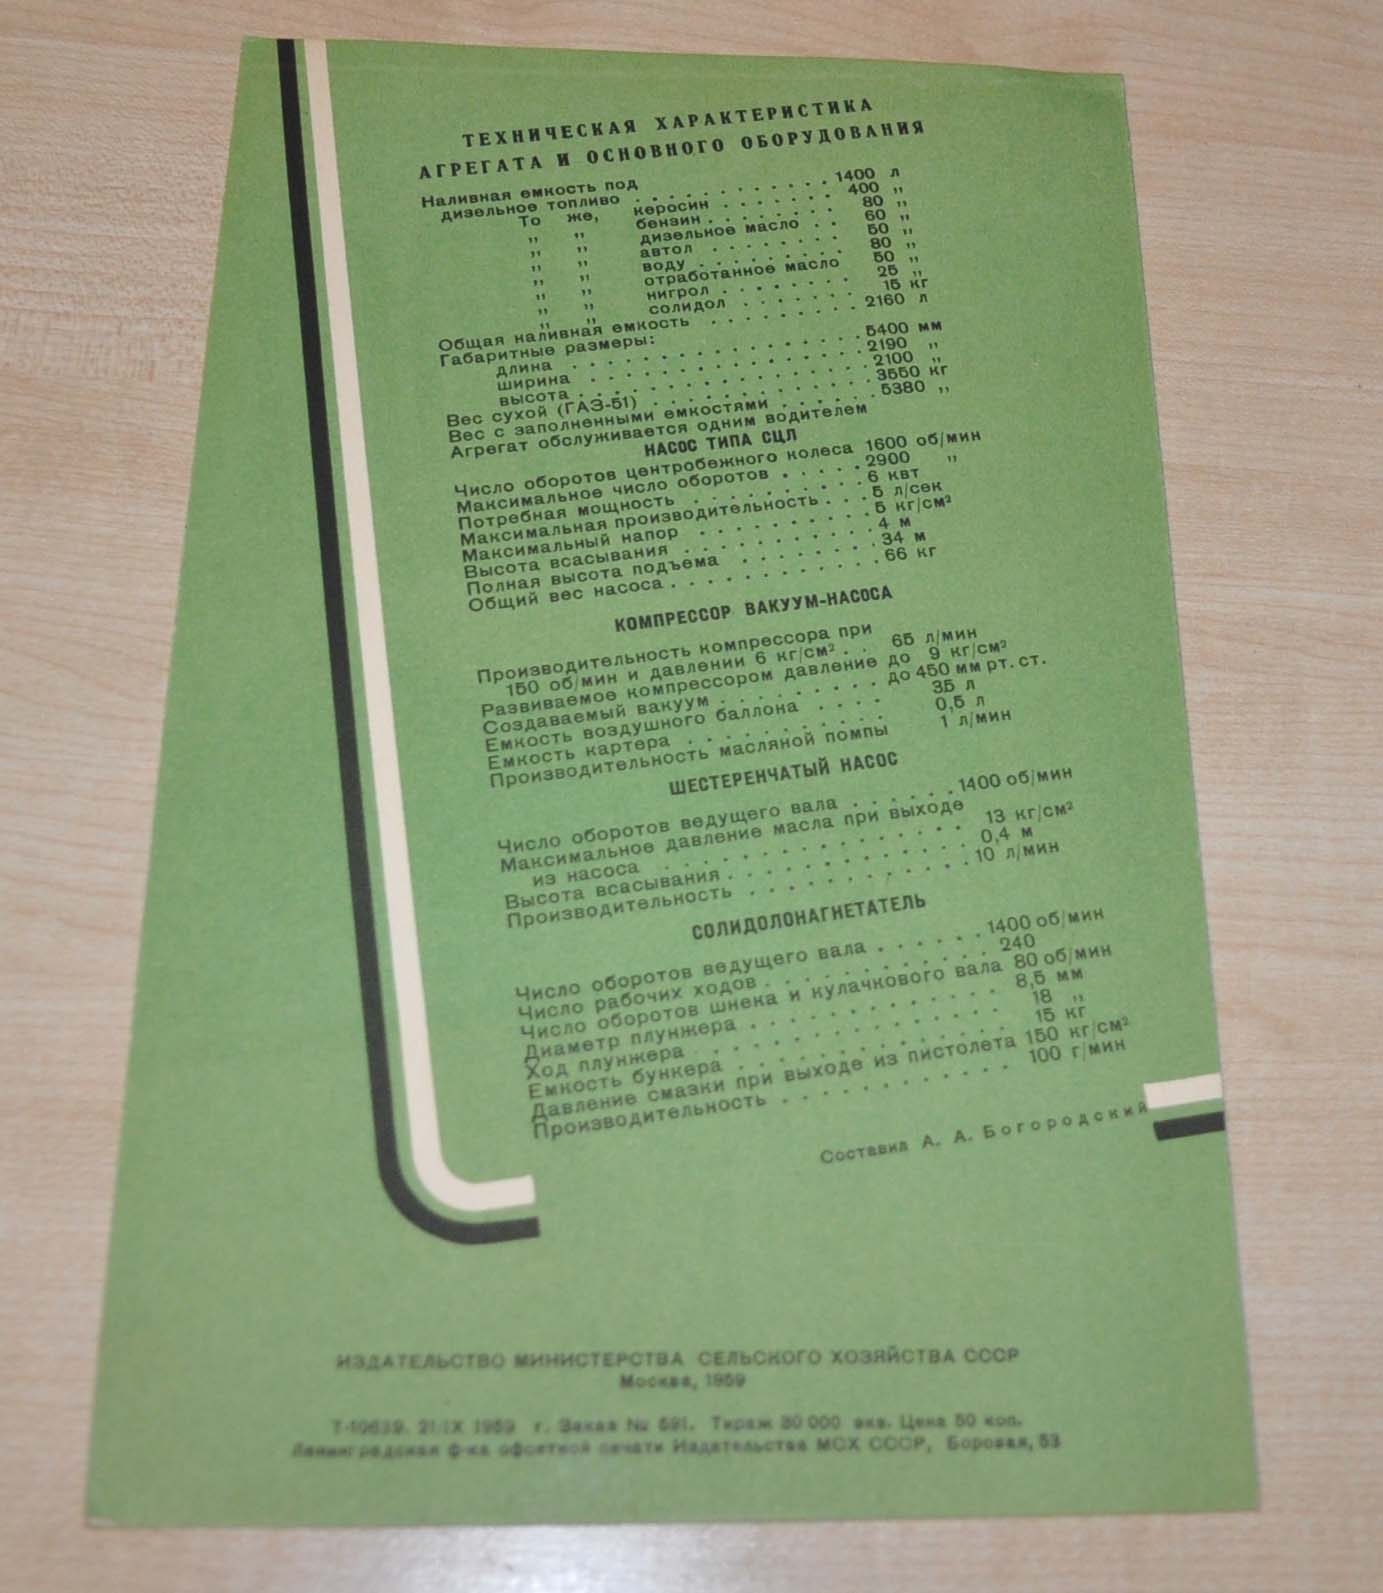 ТЕХНИЧЕСКАЯ ХАРАКТЕРИСТИКА
АГРЕГАТА И ОСНОВНОГО ОБОРУДОВАНИЯ
Наливная емкость под
дизельное топливо . . . . . . . . . . . 1400 л
То же, керосин . . . . . . . 400 „
„ „ бензин . . . . . . . . 80 „
„ „ дизельное масло . . 60 „
„ „ автол . . . . . . . . 50 „
„ „ воду . . . . . . . . . 80 „
„ „ отработанное масло 50 „
„ „ нигрол . . . . . . . . 25 „
„ „ солидол . . . . . . . 15 кг
Общая наливная емкость . . . . . . . . . 2160 л
Габаритные размеры:
длина . . . . . . . . . . . . . . . . 5400 мм
ширина . . . . . . . . . . . . . . . 2190 „
высота . . . . . . . . . . . . . . . 2100 „
Вес сухой (ГАЗ-51) . . . . . . . . . . . . 3550 кг
Вес с заполненными емкостями . . . . . . 5380 „
Агрегат обслуживается одним водителем
НАСОС ТИПА СЦЛ
Число оборотов центробежного колеса 1600 об/мин
Максимальное число оборотов . . . . . 2900 „
Потребная мощность . . . . . . . . . . 6 квт
Максимальная производительность . . . 5 л/сек
Максимальный напор . . . . . . . . . . 5 кг/см²
Высота всасывания . . . . . . . . . . . 4 м
Полная высота подъема . . . . . . . . 34 м
Общий вес насоса . . . . . . . . . . . . 66 кг
КОМПРЕССОР ВАКУУМ-НАСОСА
Производительность компрессора при
150 об/мин и давлении 6 кг/см² . . 65 л/мин
Развиваемое компрессором давление до 9 кг/см²
Создаваемый вакуум . . . . . . . . . до 450 мм рт. ст.
Емкость воздушного баллона . . . . 35 л
Емкость картера . . . . . . . . . . . 0,5 л
Производительность масляной помпы 1 л/мин
ШЕСТЕРЕНЧАТЫЙ НАСОС
Число оборотов ведущего вала . . . . . . 1400 об/мин
Максимальное давление масла при выходе
из насоса . . . . . . . . . . . . . . . 13 кг/см²
Высота всасывания . . . . . . . . . . . . 0,4 м
Производительность . . . . . . . . . . . . 10 л/мин
СОЛИДОЛОНАГНЕТАТЕЛЬ
Число оборотов ведущего вала . . . . . . 1400 об/мин
Число рабочих ходов . . . . . . . . . . . . 240
Число оборотов шнека и кулачкового вала 80 об/мин
Диаметр плунжера . . . . . . . . . . . . . 8,5 мм
Ход плунжера . . . . . . . . . . . . . . . 18 „
Емкость бункера . . . . . . . . . . . . . . 15 кг
Давление смазки при выходе из пистолета 150 кг/см²
Производительность . . . . . . . . . . . . 100 г/мин
Составил А. А. Богородский
ИЗДАТЕЛЬСТВО МИНИСТЕРСТВА СЕЛЬСКОГО ХОЗЯЙСТВА СССР
Москва, 1959
Т-10639. 21/IX 1959 г. Заказ № 591. Тираж 30 000 экз. Цена 50 коп.
Ленинградская ф-ка офсетной печати Издательства МСХ СССР, Боровая, 53